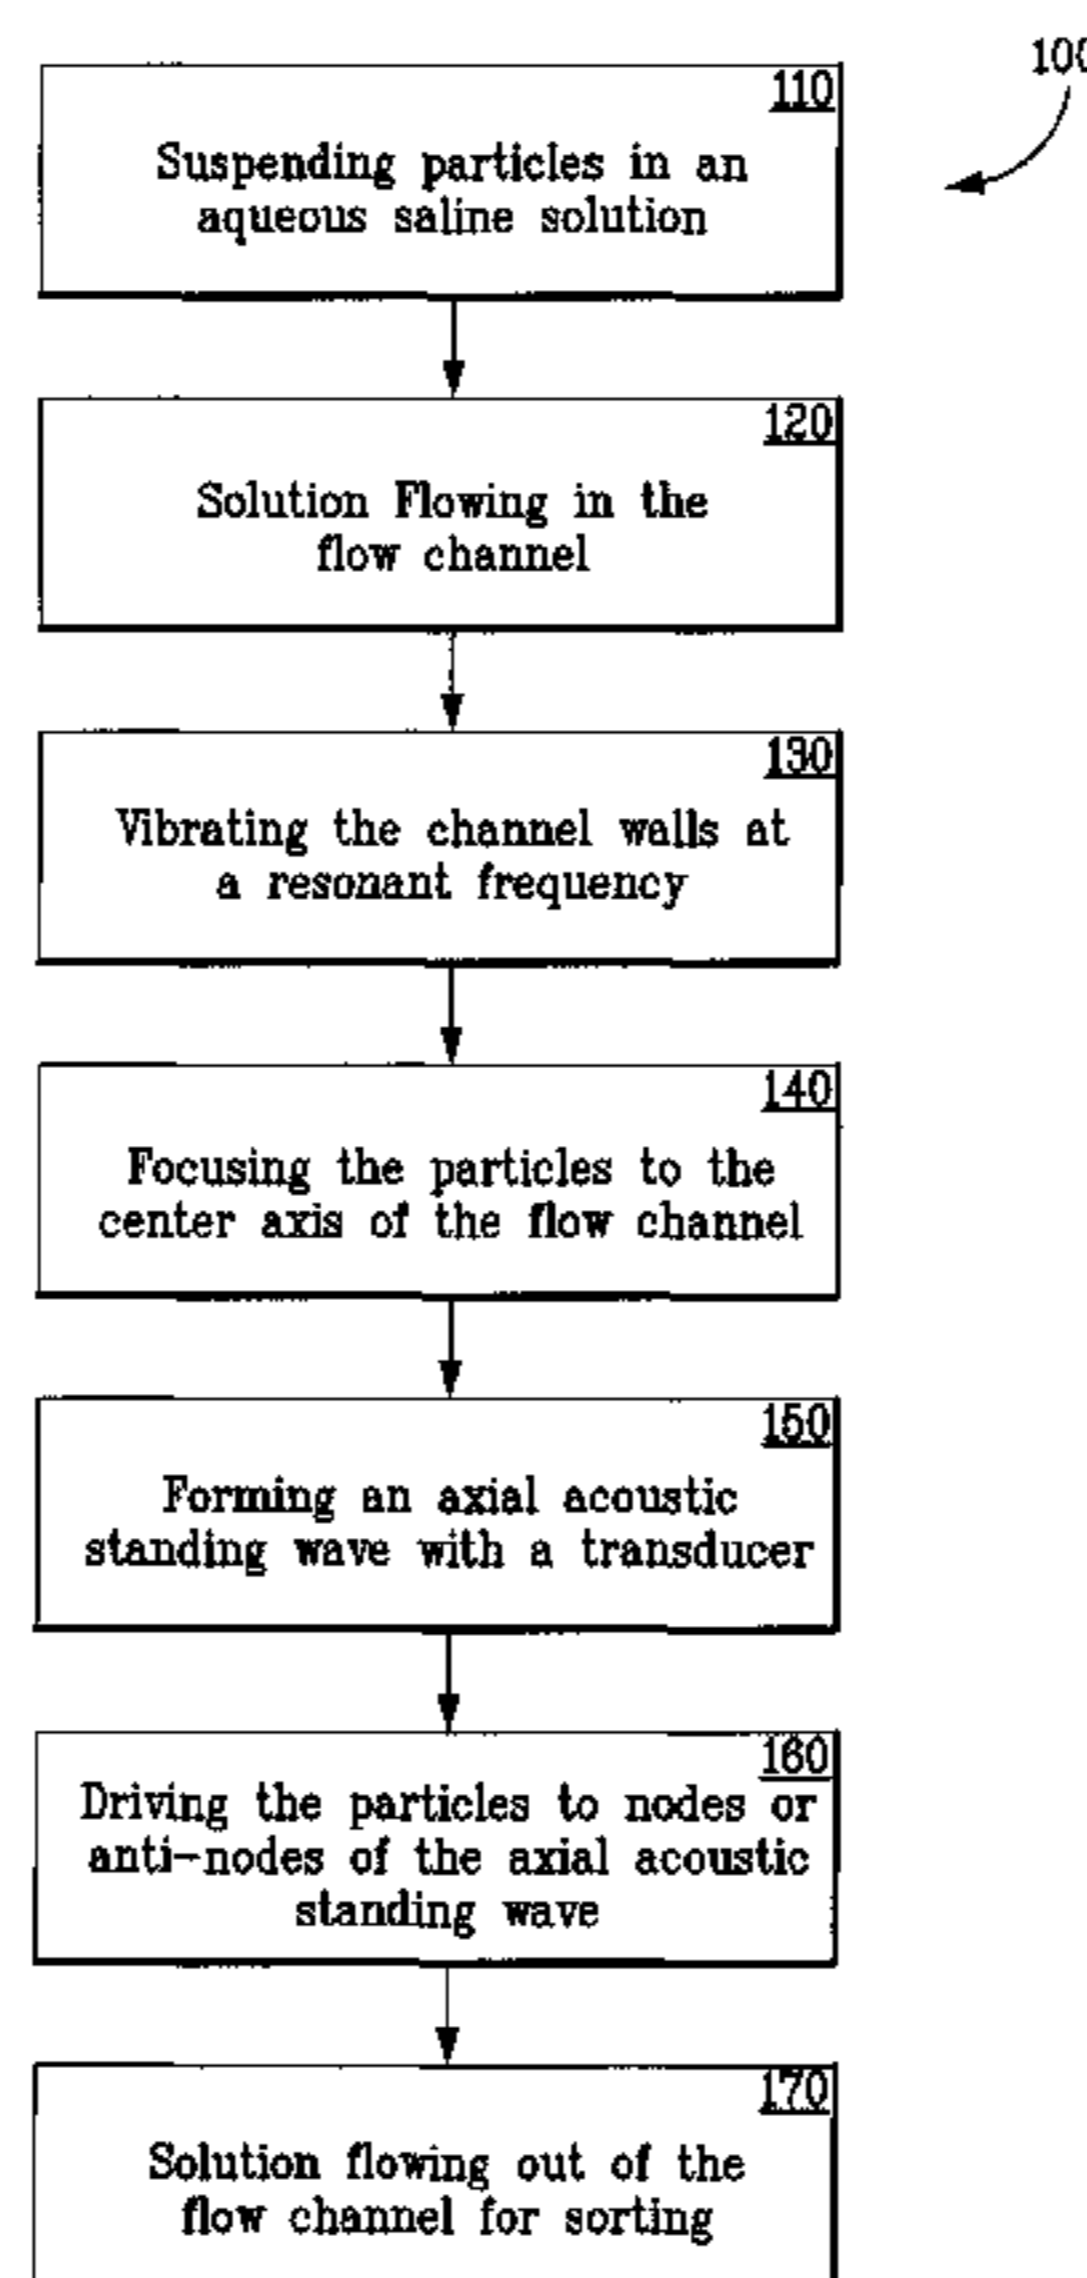 100
110
Suspending particles in an
aqueous saline solution
120
Solution Flowing in the
flow channel
130
Vibrating the channel walls at
a resonant frequency
140
Focusing the particles to the
center axis of the flow channel
150
Forming an axial acoustic
standing wave with a transducer
160
Driving the particles to nodes or
anti-nodes of the axial acoustic
standing wave
170
Solution flowing out of the
flow channel for sorting